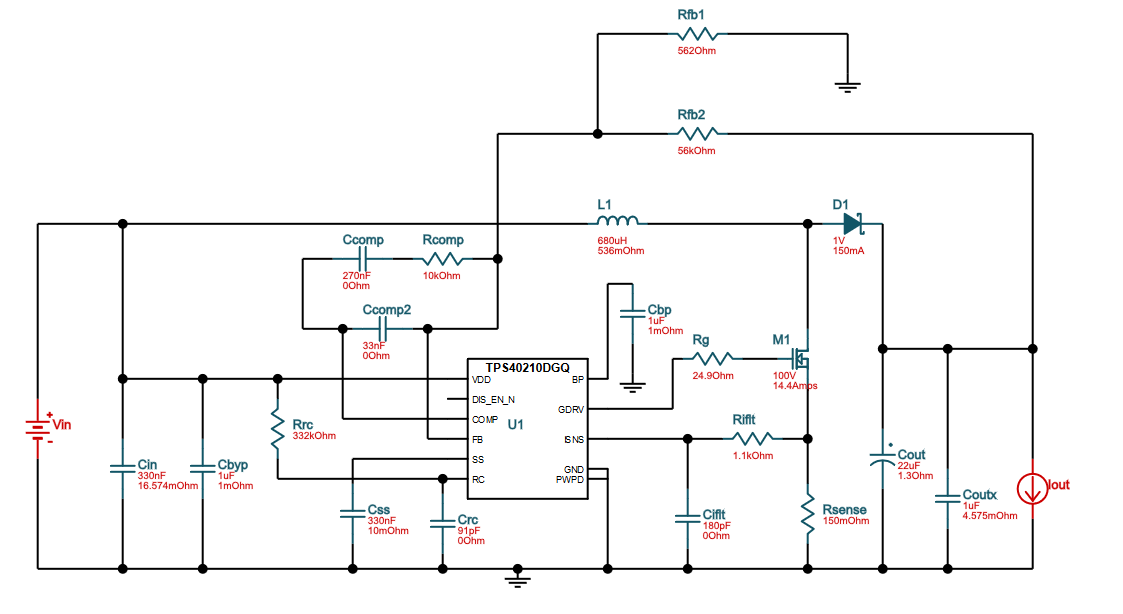 Rfb1
562Ohm
Rfb2
56kOhm
L1
680uH
536mOhm
D1
1V
150mA
Ccomp
270nF
0Ohm
Rcomp
10kOhm
Ccomp2
33nF
0Ohm
Cbp
1uF
1mOhm
Rg
24.9Ohm
M1
100V
14.4Amps
TPS40210DGQ
U1
VDD
DIS_EN_N
COMP
FB
SS
RC
BP
GDRV
ISNS
GND
PWPD
+
Vin
-
Rrc
332kOhm
Riflt
1.1kOhm
Cin
330nF
16.574mOhm
Cbyp
1uF
1mOhm
Css
330nF
10mOhm
Crc
91pF
0Ohm
Ciflt
180pF
0Ohm
Rsense
150mOhm
Cout
22uF
1.3Ohm
Coutx
1uF
4.575mOhm
Iout